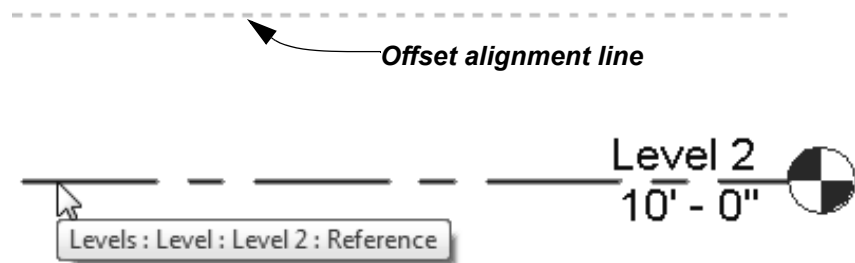 Offset alignment line
Level 2
10' - 0"
Levels : Level : Level 2 : Reference